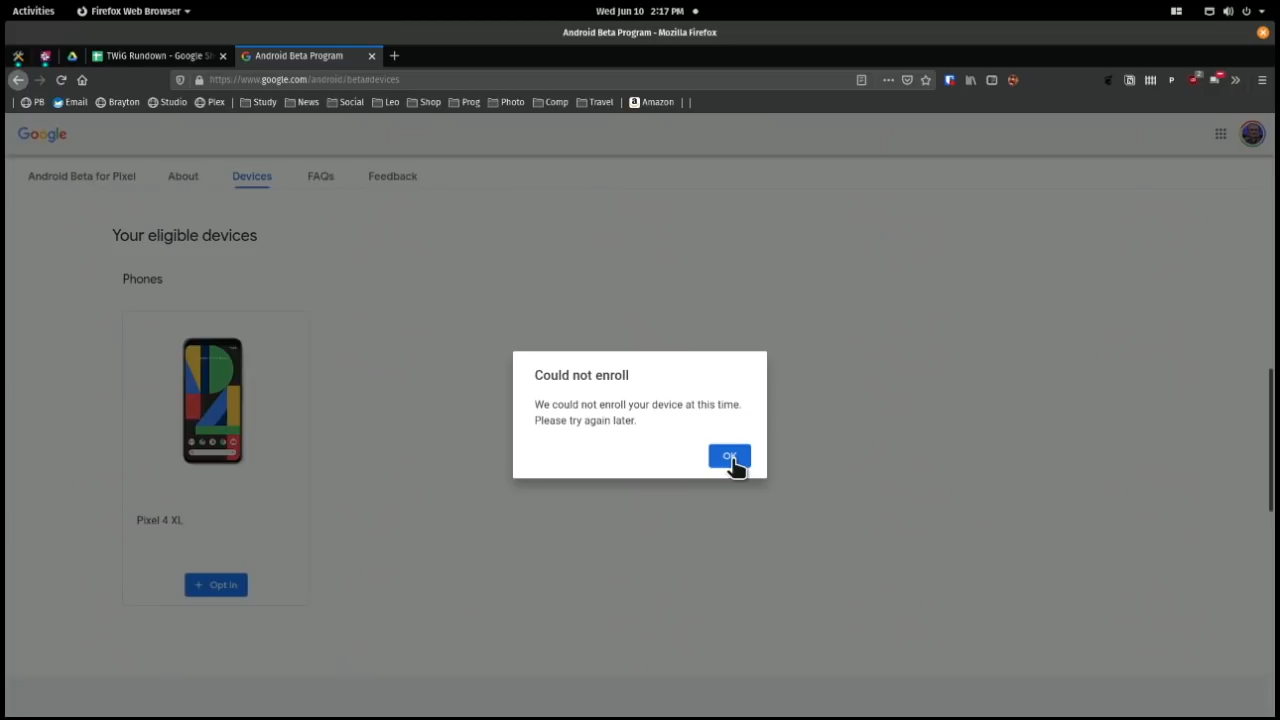 Activities Firefox Web Browser Wed Jun 10 2:17 PM
Android Beta Program - Mozilla Firefox
TWiG Rundown - Google Sh Android Beta Program
https://www.google.com/android/beta#devices
PB Email Brayton Studio Plex Study News Social Leo Shop Prog Photo Comp Travel Amazon
Google
Android Beta for Pixel About Devices FAQs Feedback
Your eligible devices
Phones
Could not enroll
We could not enroll your device at this time.
Please try again later.
OK
Pixel 4 XL
+ Opt in